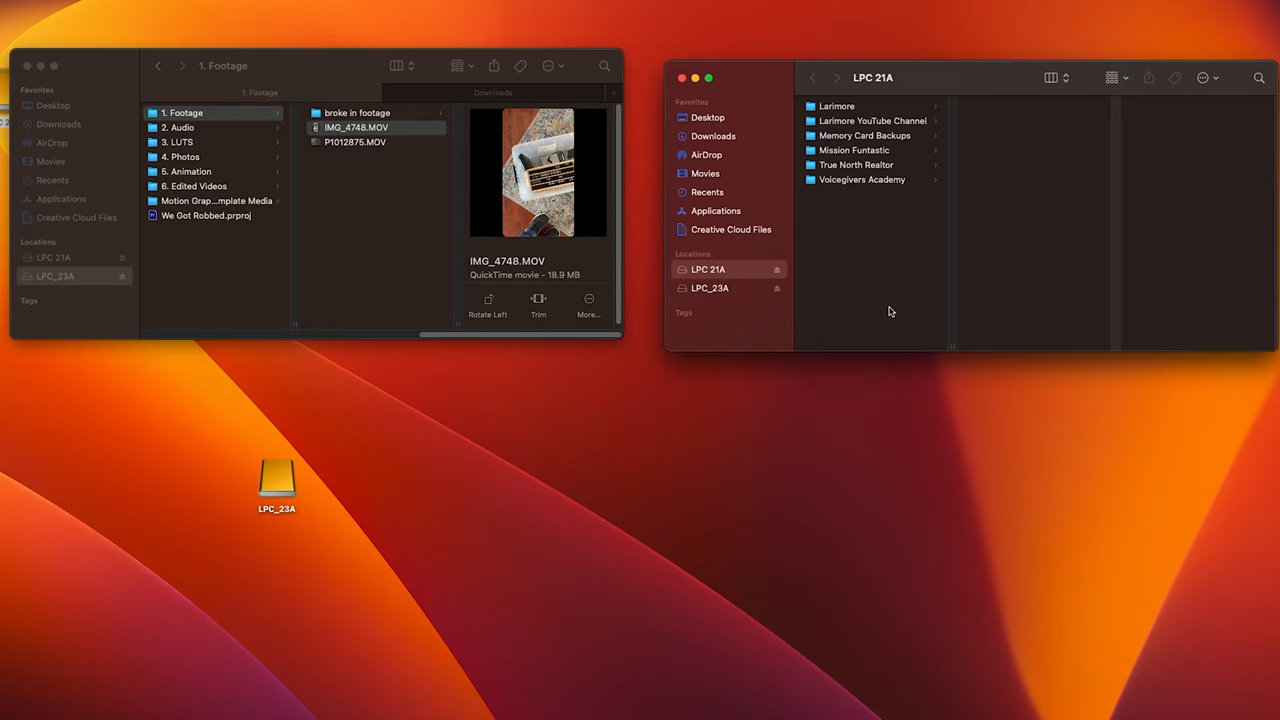 1. Footage
Favorites
Desktop
Downloads
AirDrop
Movies
Recents
Applications
Creative Cloud Files
Locations
LPC 21A
LPC_23A
Tags
1. Footage
Downloads
1. Footage
2. Audio
3. LUTS
4. Photos
5. Animation
6. Edited Videos
Motion Grap...mplate Media
We Got Robbed.prproj
broke in footage
IMG_4748.MOV
P1012875.MOV
IMG_4748.MOV
QuickTime movie - 18.9 MB
Rotate Left
Trim
More...
LPC 21A
Favorites
Desktop
Downloads
AirDrop
Movies
Recents
Applications
Creative Cloud Files
Locations
LPC 21A
LPC_23A
Tags
Larimore
Larimore YouTube Channel
Memory Card Backups
Mission Funtastic
True North Realtor
Voicegivers Academy
LPC_23A